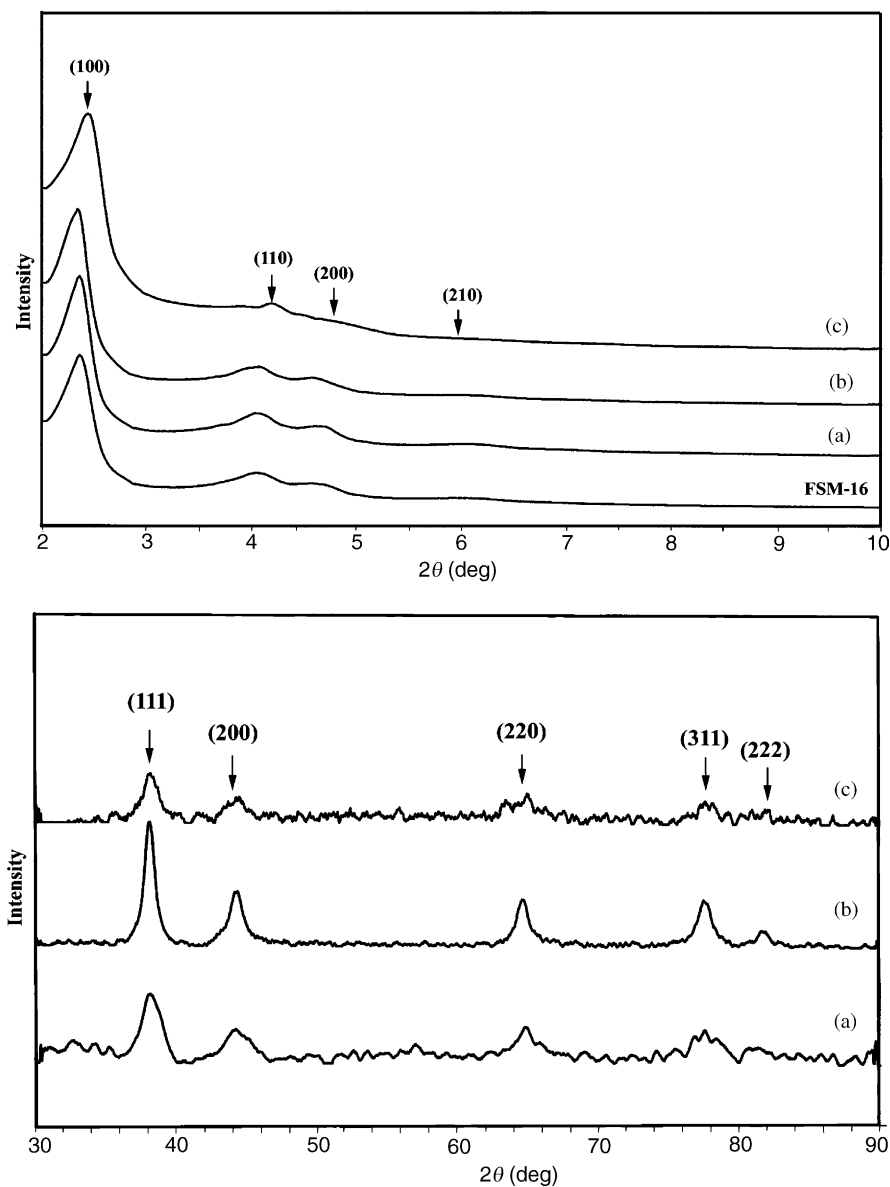 (100)
(110)
(200)
(210)
(c)
(b)
(a)
FSM-16
Intensity
2 3 4 5 6 7 8 9 10
2θ (deg)
(111)
(200)
(220)
(311)
(222)
(c)
(b)
(a)
Intensity
30 40 50 60 70 80 90
2θ (deg)